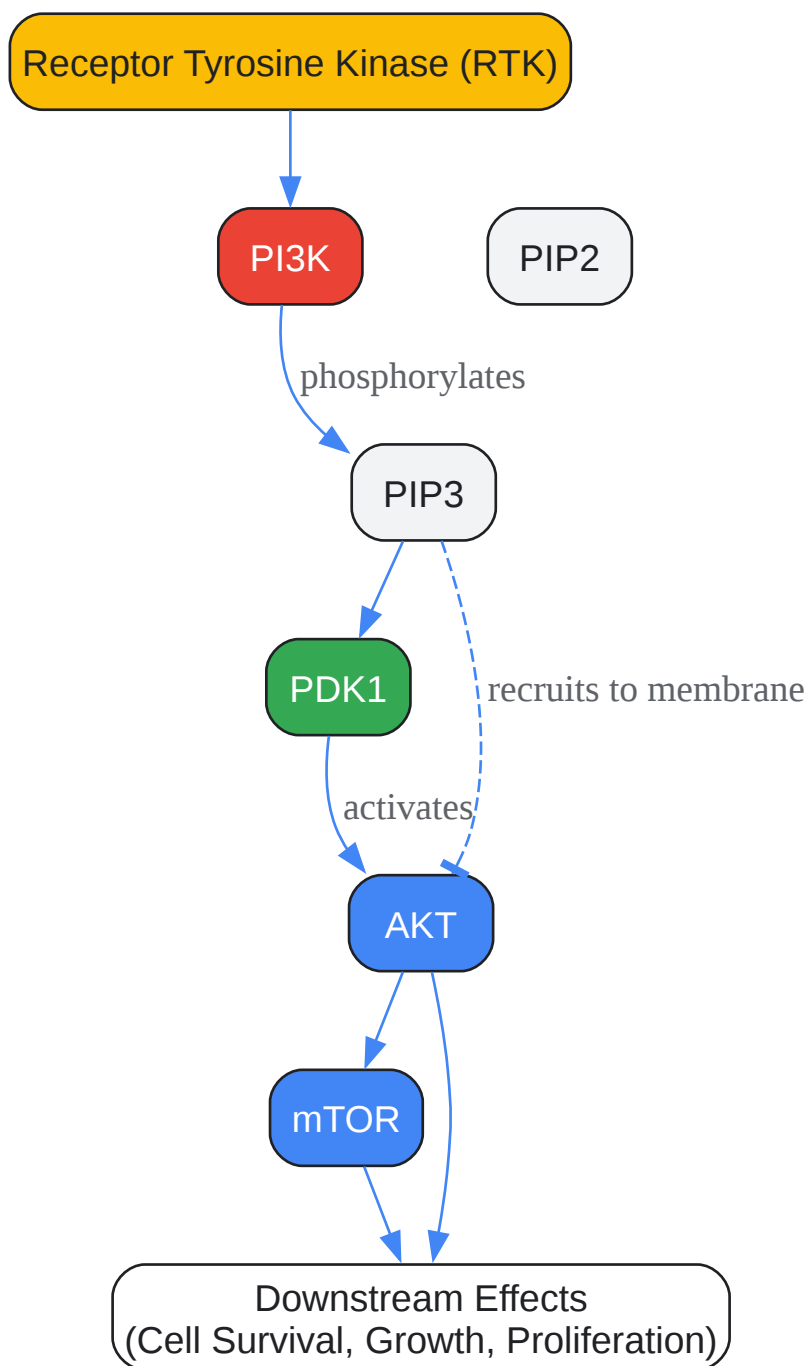 Receptor Tyrosine Kinase (RTK)
PI3K
PIP2
phosphorylates
PIP3
PDK1
recruits to membrane
activates
AKT
mTOR
Downstream Effects
(Cell Survival, Growth, Proliferation)